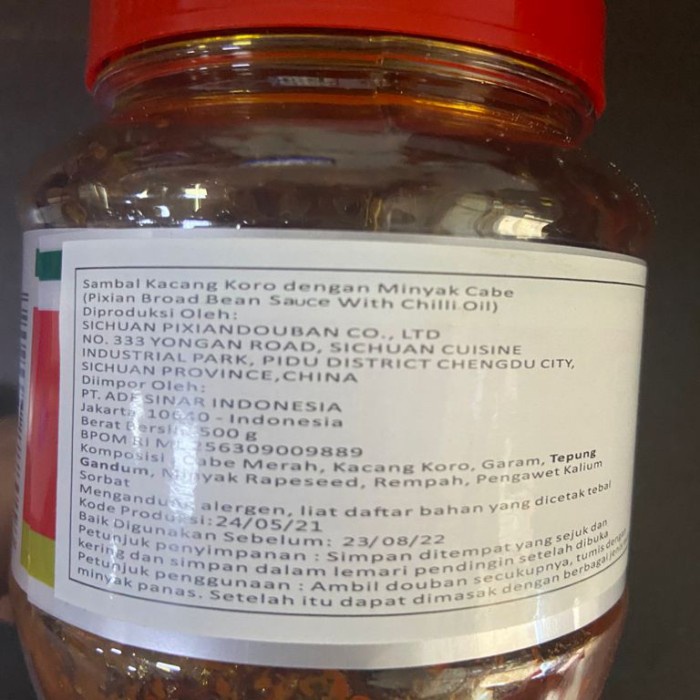 Sambal Kacang Koro dengan Minyak Cabe
(Pixian Broad Bean Sauce With Chilli Oil)
Diproduksi Oleh:
SICHUAN PIXIANDOUBAN CO., LTD
NO. 333 YONGAN ROAD, SICHUAN CUISINE
INDUSTRIAL PARK, PIDU DISTRICT CHENGDU CITY,
SICHUAN PROVINCE,CHINA
Diimpor Oleh:
PT. ADESINAR INDONESIA
Jakarta 10640 - Indonesia
Berat Bersih: 500 g
BPOM RI ML 256309009889
Komposisi : Cabe Merah, Kacang Koro, Garam, Tepung
Gandum, Minyak Rapeseed, Rempah, Pengawet Kalium
Sorbat
Mengandung alergen, liat daftar bahan yang dicetak tebal
Kode Produksi:24/05/21
Baik Digunakan Sebelum: 23/08/22
Petunjuk penyimpanan : Simpan ditempat yang sejuk dan
kering dan simpan dalam lemari pendingin setelah dibuka
Petunjuk penggunaan : Ambil douban secukupnya, tumis dengan
minyak panas. Setelah itu dapat dimasak dengan berbagai